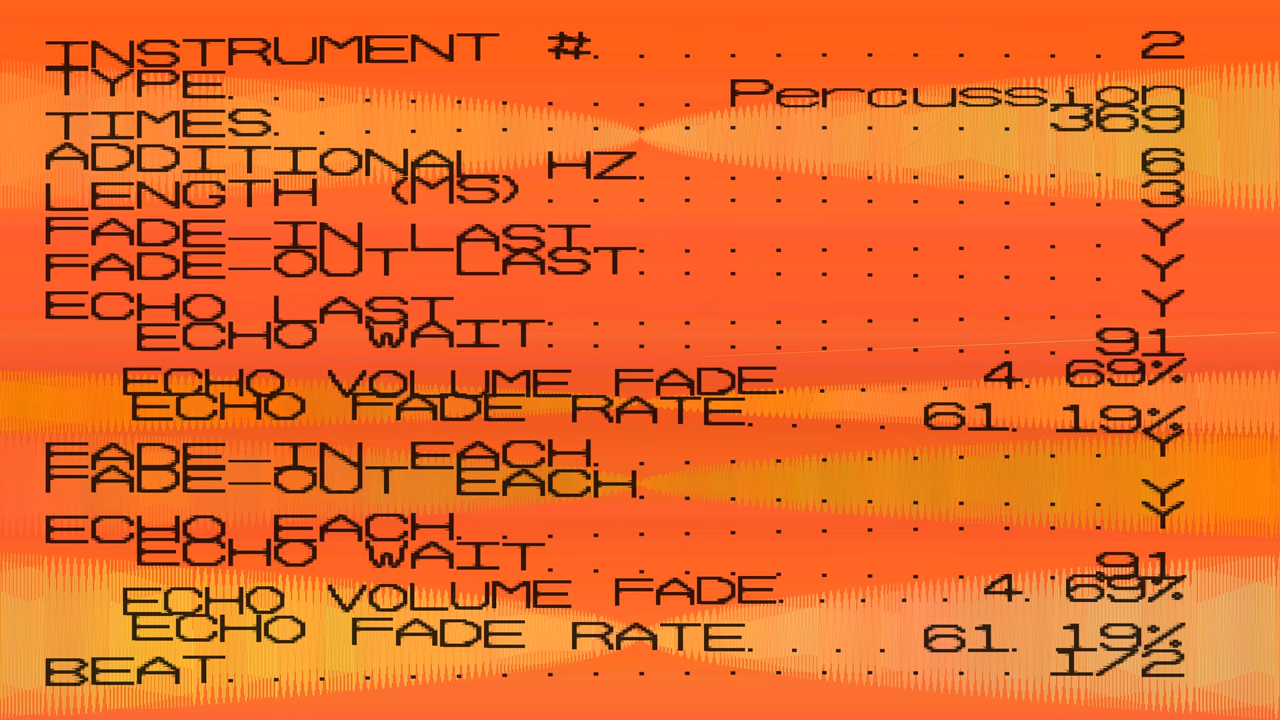 INSTRUMENT #. . . . . . . . . . . . 2
TYPE. . . . . . . . . . . Percussion
TIMES. . . . . . . . . . . . . . . . . . 369
ADDITIONAL HZ. . . . . . . . . . . 6
LENGTH (MS) . . . . . . . . . . . . . 3
FADE-IN LAST. . . . . . . . . . . . Y
FADE-OUT LAST. . . . . . . . . . . Y
ECHO LAST. . . . . . . . . . . . . . . Y
ECHO WAIT. . . . . . . . . . . . 91
ECHO VOLUME FADE. . . . . 4. 69%
ECHO FADE RATE. . . . . 61. 19%
FADE-IN EACH. . . . . . . . . . . . Y
FADE-OUT EACH. . . . . . . . . . . Y
ECHO EACH. . . . . . . . . . . . . . . Y
ECHO WAIT. . . . . . . . . . . . 91
ECHO VOLUME FADE. . . . . 4. 69%
ECHO FADE RATE. . . . . 61. 19%
BEAT. . . . . . . . . . . . . . . . . . . 1/2